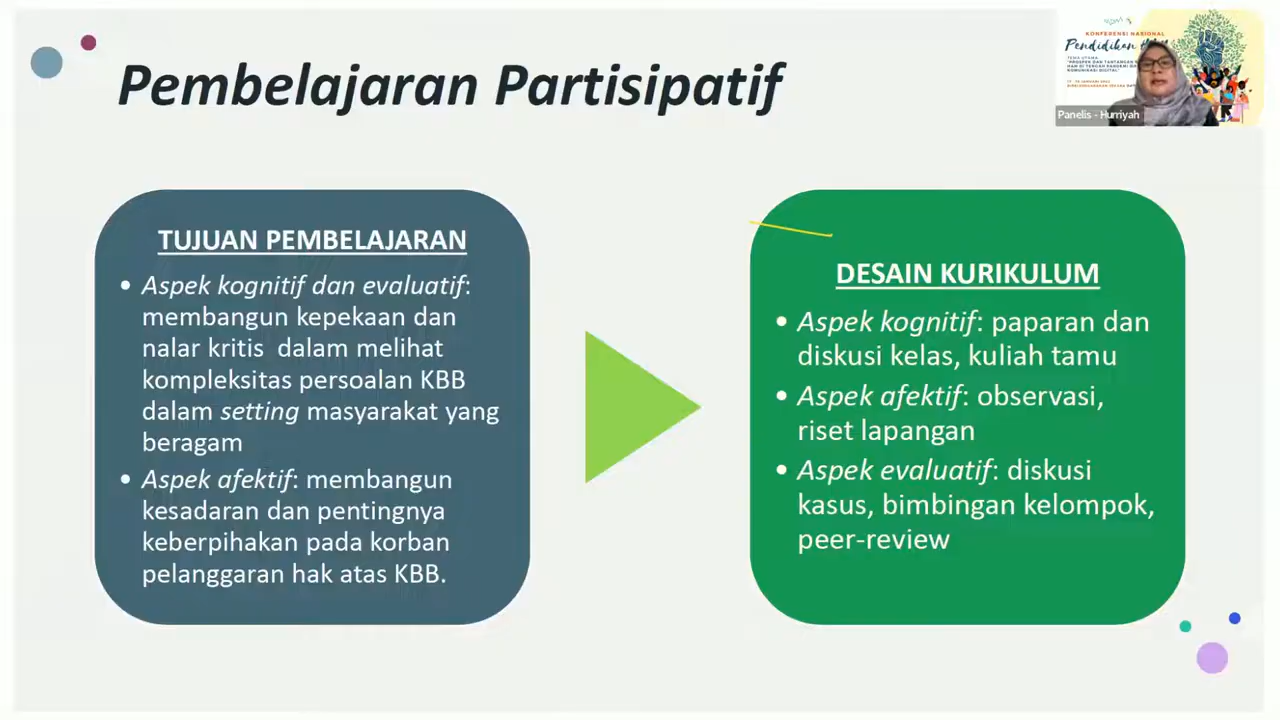 Pembelajaran Partisipatif
KONFERENSI NASIONAL
Pendidikan
Panelis - Hurriyah
TUJUAN PEMBELAJARAN
• Aspek kognitif dan evaluatif:
membangun kepekaan dan
nalar kritis dalam melihat
kompleksitas persoalan KBB
dalam setting masyarakat yang
beragam
• Aspek afektif: membangun
kesadaran dan pentingnya
keberpihakan pada korban
pelanggaran hak atas KBB.
DESAIN KURIKULUM
• Aspek kognitif: paparan dan
diskusi kelas, kuliah tamu
• Aspek afektif: observasi,
riset lapangan
• Aspek evaluatif: diskusi
kasus, bimbingan kelompok,
peer-review